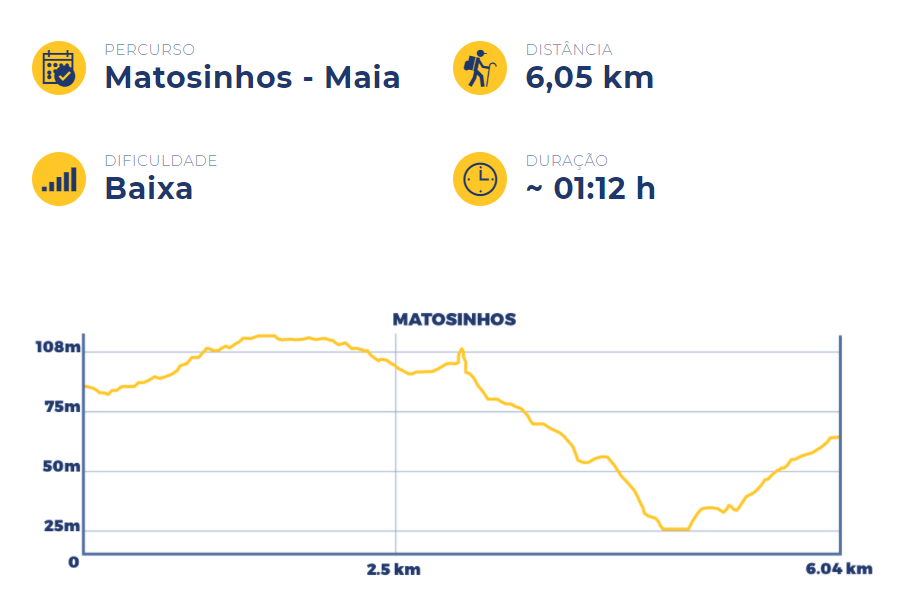 PERCURSO
Matosinhos - Maia
DISTÂNCIA
6,05 km
DIFICULDADE
Baixa
DURAÇÃO
~ 01:12 h
MATOSINHOS
108m
75m
50m
25m
0
2.5 km
6.04 km